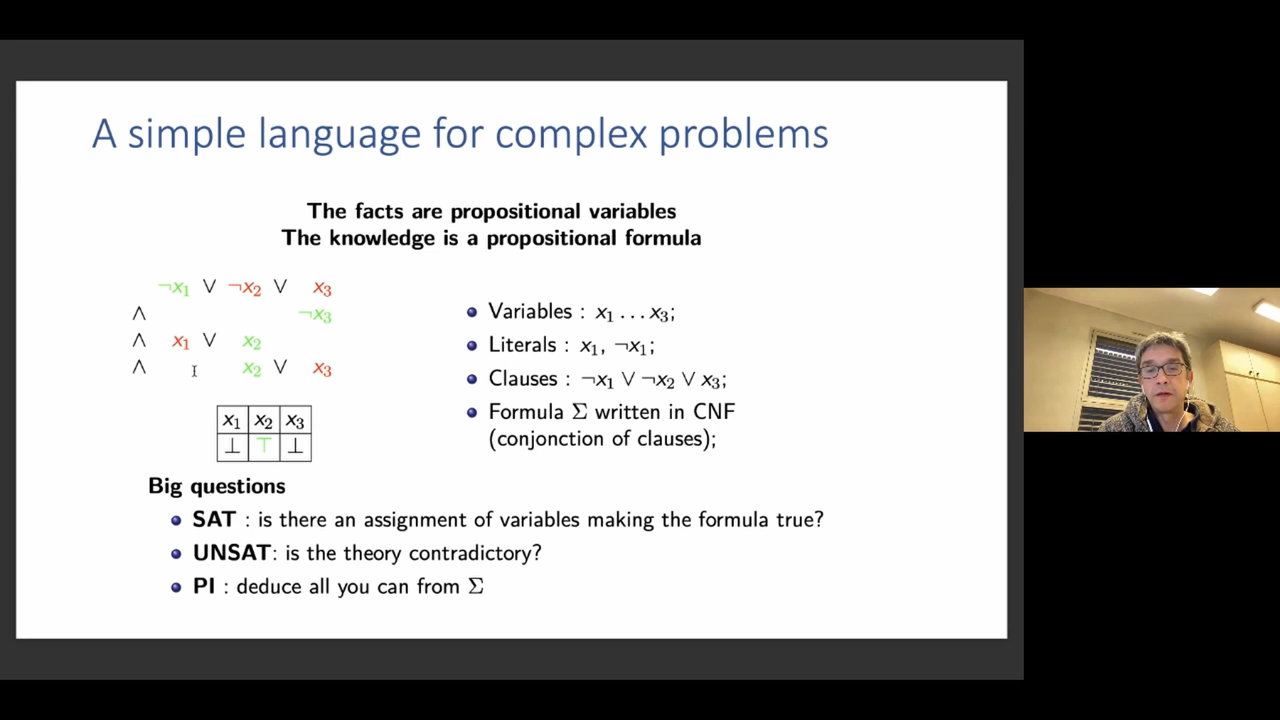 A simple language for complex problems
The facts are propositional variables
The knowledge is a propositional formula
¬x₁ ∨ ¬x₂ ∨ x₃
∧ ¬x₃
∧ x₁ ∨ x₂
∧ x₂ ∨ x₃
x₁ x₂ x₃
⊥ ⊤ ⊥
Variables : x₁ … x₃;
Literals : x₁, ¬x₁;
Clauses : ¬x₁ ∨ ¬x₂ ∨ x₃;
Formula Σ written in CNF
(conjonction of clauses);
Big questions
SAT : is there an assignment of variables making the formula true?
UNSAT: is the theory contradictory?
PI : deduce all you can from Σ